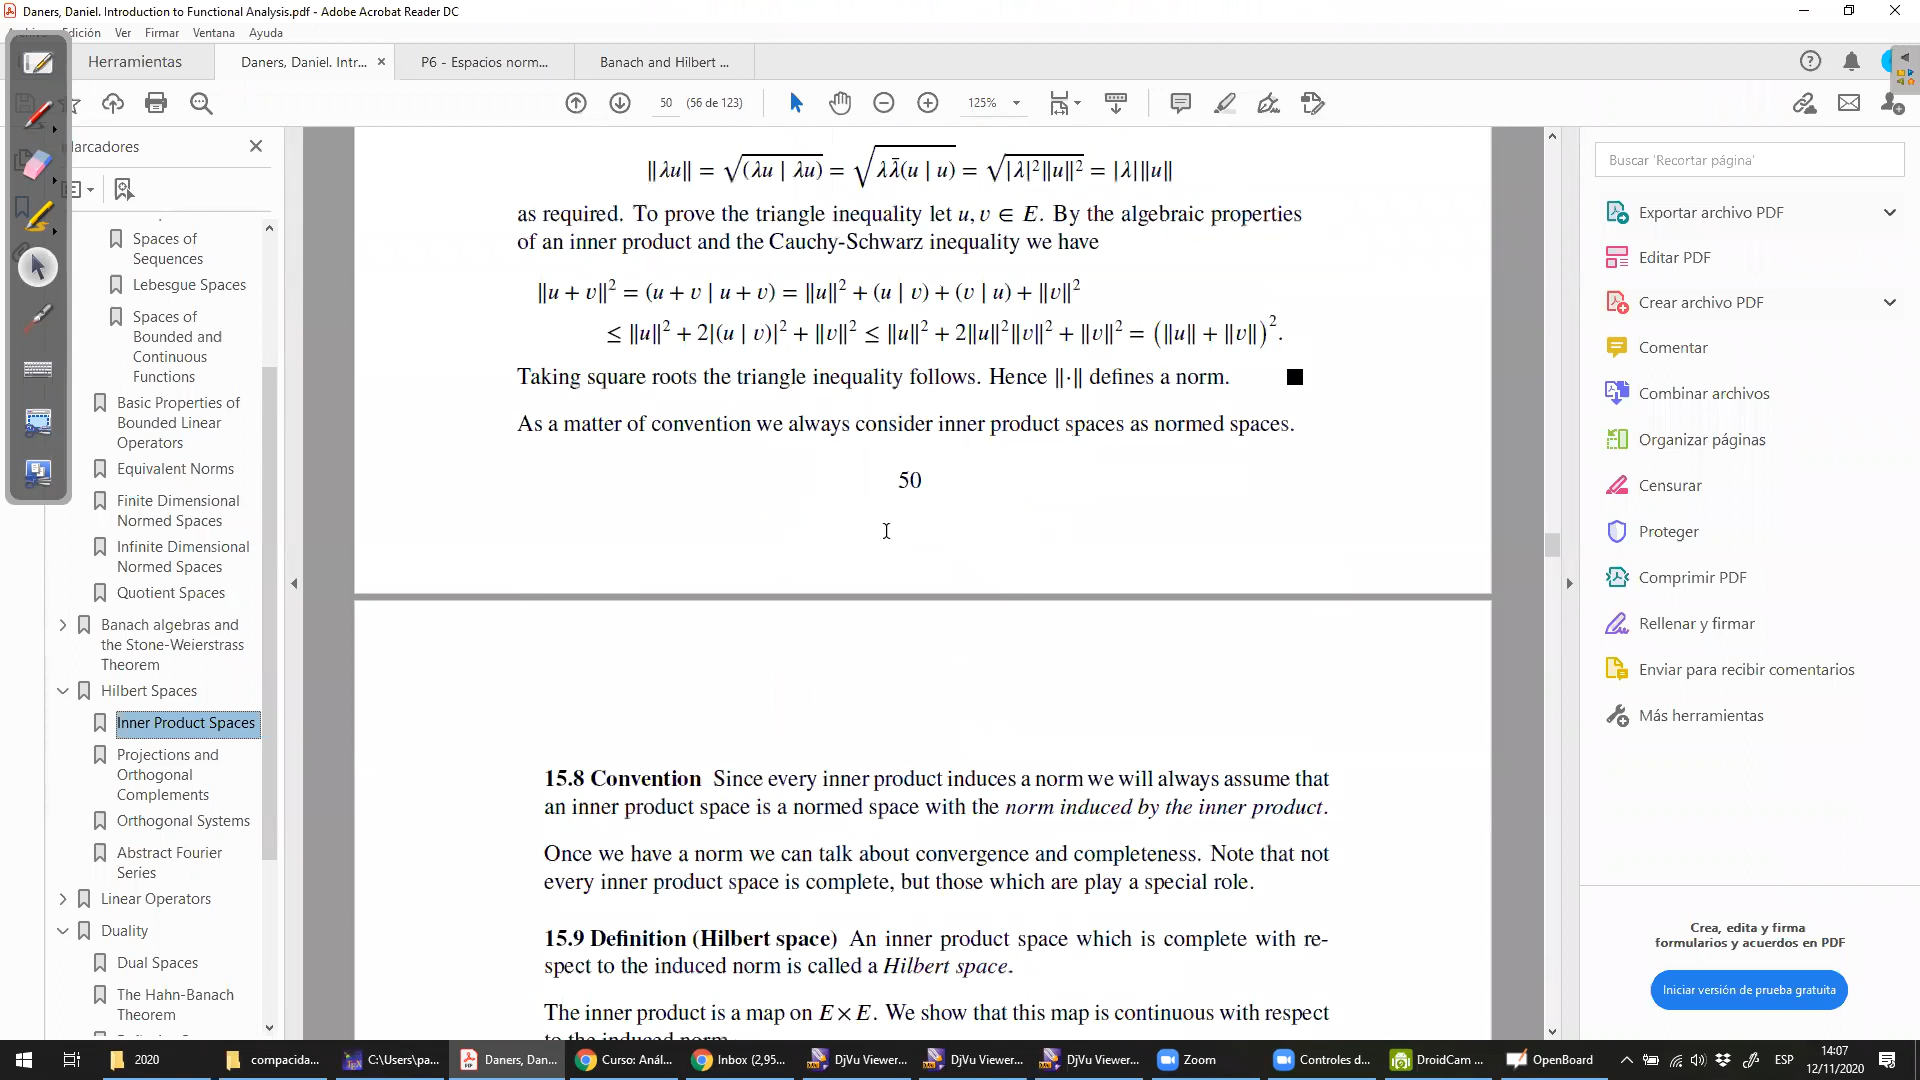 Daners, Daniel. Introduction to Functional Analysis.pdf - Adobe Acrobat Reader DC
Edición Ver Firmar Ventana Ayuda
Herramientas Daners, Daniel. Intr... × P6 - Espacios norm... Banach and Hilbert ...
50 (56 de 123) 125%
arcadores
Spaces of
Sequences
Lebesgue Spaces
Spaces of
Bounded and
Continuous
Functions
Basic Properties of
Bounded Linear
Operators
Equivalent Norms
Finite Dimensional
Normed Spaces
Infinite Dimensional
Normed Spaces
Quotient Spaces
Banach algebras and
the Stone-Weierstrass
Theorem
Hilbert Spaces
Inner Product Spaces
Projections and
Orthogonal
Complements
Orthogonal Systems
Abstract Fourier
Series
Linear Operators
Duality
Dual Spaces
The Hahn-Banach
Theorem
‖λu‖ = √(λu | λu) = √λλ̄(u | u) = √|λ|²‖u‖² = |λ|‖u‖
as required. To prove the triangle inequality let u, v ∈ E. By the algebraic properties
of an inner product and the Cauchy-Schwarz inequality we have
‖u + v‖² = (u + v | u + v) = ‖u‖² + (u | v) + (v | u) + ‖v‖²
≤ ‖u‖² + 2|(u | v)|² + ‖v‖² ≤ ‖u‖² + 2‖u‖²‖v‖² + ‖v‖² = (‖u‖ + ‖v‖)².
Taking square roots the triangle inequality follows. Hence ‖·‖ defines a norm. ■
As a matter of convention we always consider inner product spaces as normed spaces.
50
15.8 Convention Since every inner product induces a norm we will always assume that
an inner product space is a normed space with the norm induced by the inner product.
Once we have a norm we can talk about convergence and completeness. Note that not
every inner product space is complete, but those which are play a special role.
15.9 Definition (Hilbert space) An inner product space which is complete with re-
spect to the induced norm is called a Hilbert space.
The inner product is a map on E × E. We show that this map is continuous with respect
to the induced norm.
Buscar 'Recortar página'
Exportar archivo PDF
Editar PDF
Crear archivo PDF
Comentar
Combinar archivos
Organizar páginas
Censurar
Proteger
Comprimir PDF
Rellenar y firmar
Enviar para recibir comentarios
Más herramientas
Crea, edita y firma
formularios y acuerdos en PDF
Iniciar versión de prueba gratuita
2020 compacida... C:\Users\pa... Daners, Dan... Curso: Anál... Inbox (2,95... DjVu Viewer... DjVu Viewer... DjVu Viewer... Zoom Controles d... DroidCam ... OpenBoard ESP 14:07
12/11/2020